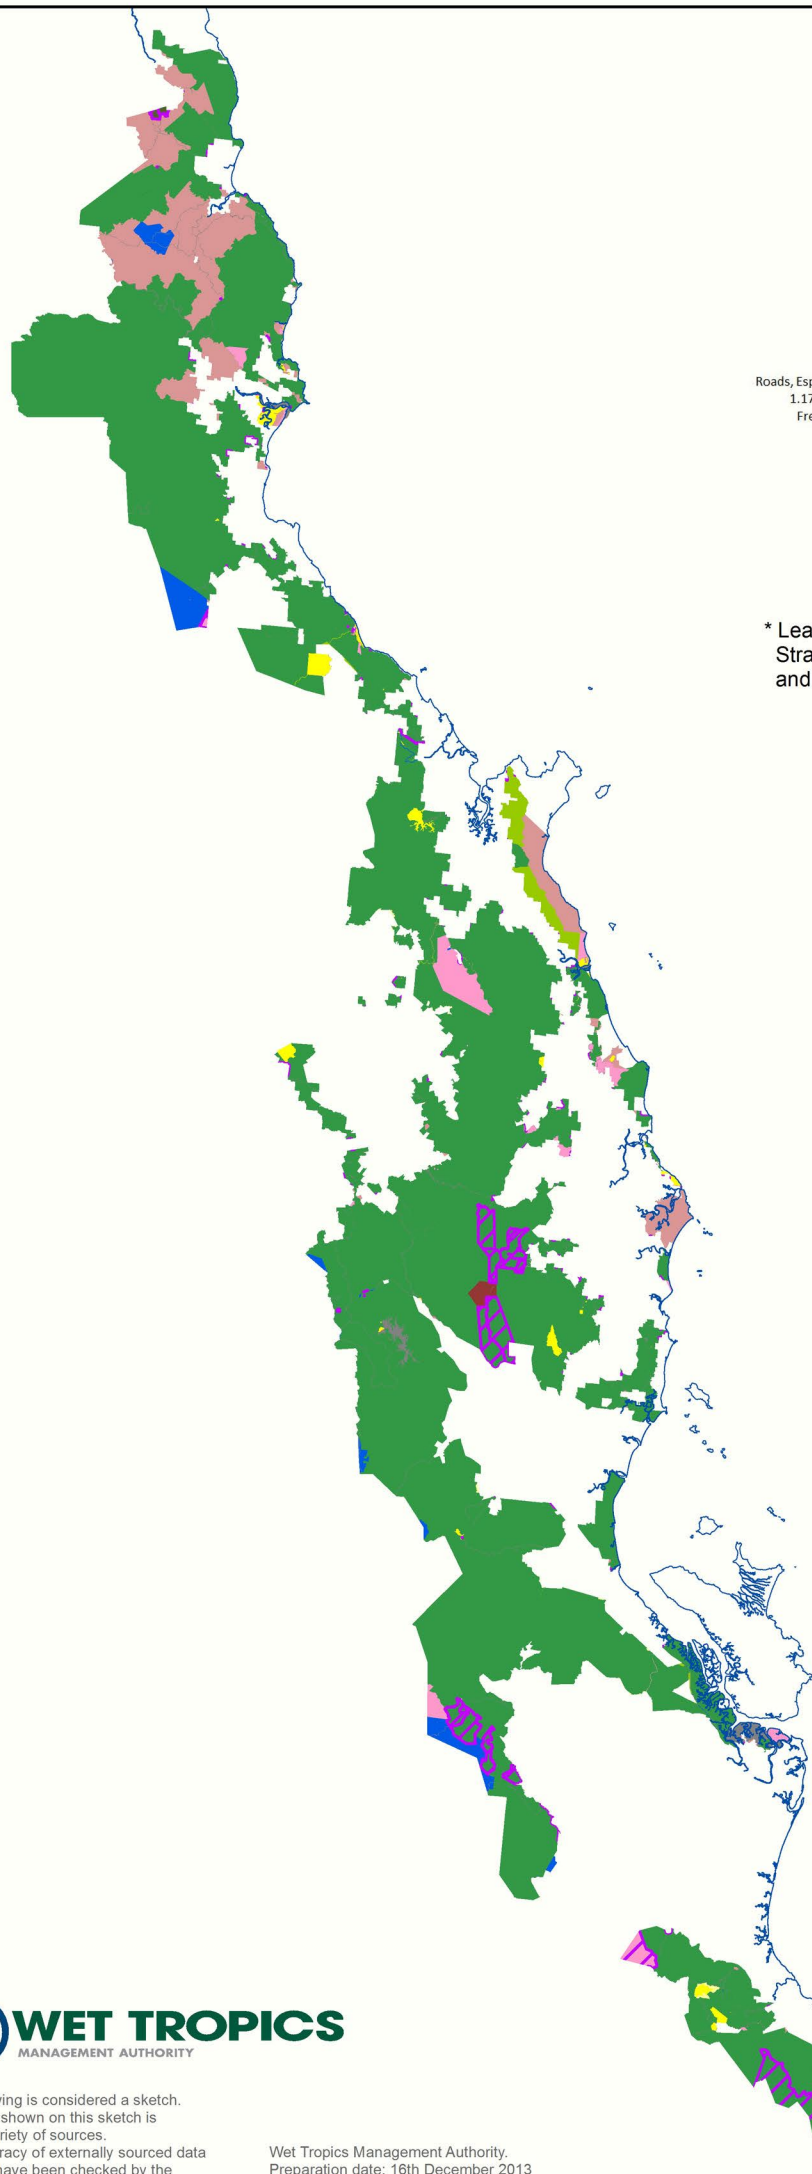 Roads, Esp
1.17
Fre
* Lea
Stra
and
WET TROPICS
MANAGEMENT AUTHORITY
ving is considered a sketch.
shown on this sketch is
riety of sources.
racy of externally sourced data
have been checked by the
Wet Tropics Management Authority.
Preparation date: 16th December 2013